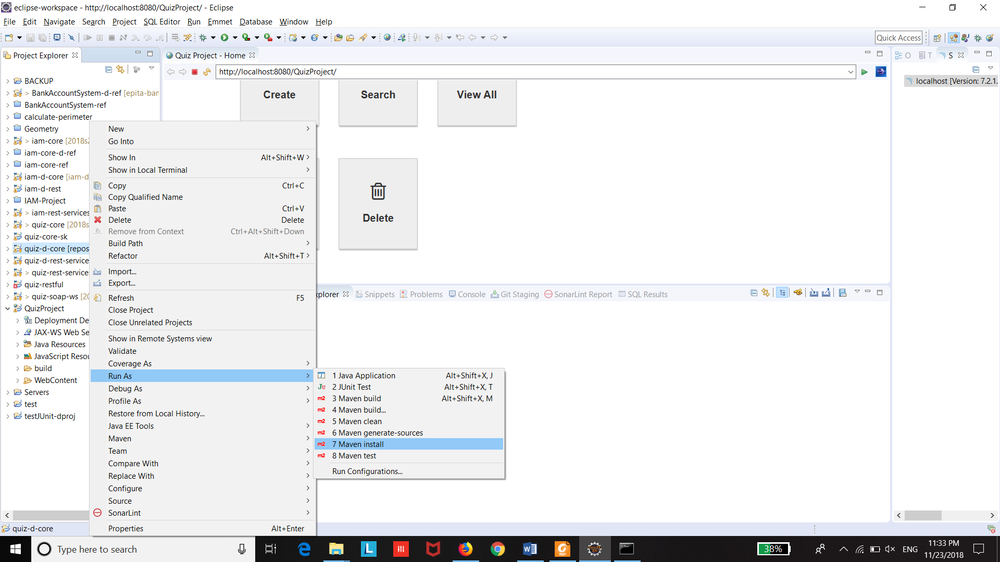 eclipse-workspace - http://localhost:8080/QuizProject/ - Eclipse
File Edit Navigate Search Project SQL Editor Run Emmet Database Window Help
Quick Access
Project Explorer
Quiz Project - Home
O T S
http://localhost:8080/QuizProject/
localhost [Version: 7.2.1.
BACKUP
> BankAccountSystem-d-ref [epita-ban
BankAccountSystem-ref
calculate-perimeter
Geometry
> iam-core [2018s2
iam-core-d-ref
iam-core-ref
iam-d-core [iam-d
iam-d-rest
IAM-Project
> iam-rest-services
> quiz-core [2018s
quiz-core-sk
quiz-d-core [repos
quiz-d-rest-service
> quiz-rest-service
quiz-restful
> quiz-soap-ws [20
QuizProject
Deployment De
JAX-WS Web Se
Java Resources
JavaScript Resou
build
WebContent
Servers
test
testJUnit-dproj
Create
Search
View All
Delete
New
Go Into
Show In Alt+Shift+W
Show in Local Terminal
Copy Ctrl+C
Copy Qualified Name
Paste Ctrl+V
Delete Delete
Remove from Context Ctrl+Alt+Shift+Down
Build Path
Refactor Alt+Shift+T
Import...
Export...
Refresh F5
Close Project
Close Unrelated Projects
Show in Remote Systems view
Validate
Coverage As
Run As
Debug As
Profile As
Restore from Local History...
Java EE Tools
Maven
Team
Compare With
Replace With
Configure
Source
SonarLint
Properties Alt+Enter
1 Java Application Alt+Shift+X, J
2 JUnit Test Alt+Shift+X, T
3 Maven build Alt+Shift+X, M
4 Maven build...
5 Maven clean
6 Maven generate-sources
7 Maven install
8 Maven test
Run Configurations...
xplorer Snippets Problems Console Git Staging SonarLint Report SQL Results
quiz-d-core
Type here to search
38%
ENG
11:33 PM
11/23/2018